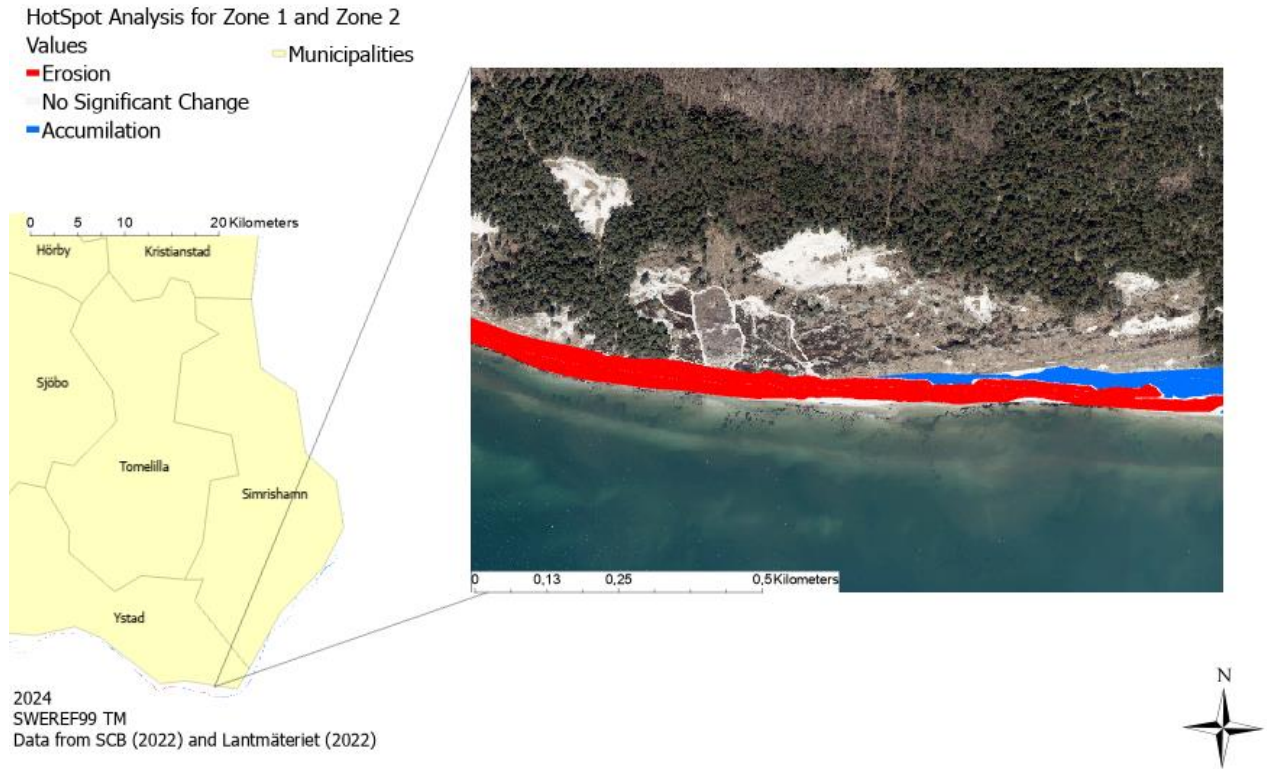 HotSpot Analysis for Zone 1 and Zone 2
Values
Erosion
No Significant Change
Accumilation
Municipalities
0 5 10 20 Kilometers
Hörby
Kristianstad
Sjöbo
Tomelilla
Simrishamn
Ystad
0 0,13 0,25 0,5 Kilometers
2024
SWEREF99 TM
Data from SCB (2022) and Lantmäteriet (2022)
N